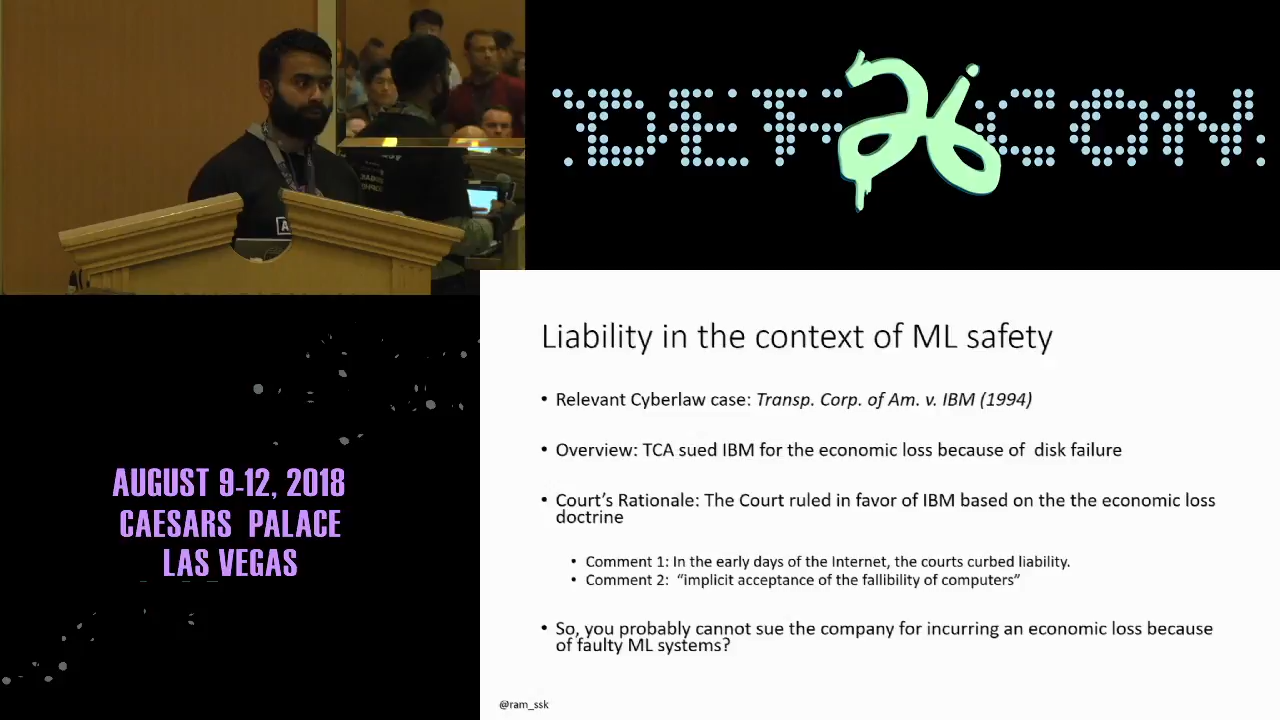 DEF 26 CON
AUGUST 9-12, 2018
CAESARS PALACE
LAS VEGAS
Liability in the context of ML safety
• Relevant Cyberlaw case: Transp. Corp. of Am. v. IBM (1994)
• Overview: TCA sued IBM for the economic loss because of disk failure
• Court's Rationale: The Court ruled in favor of IBM based on the the economic loss
doctrine
• Comment 1: In the early days of the Internet, the courts curbed liability.
• Comment 2: "implicit acceptance of the fallibility of computers"
• So, you probably cannot sue the company for incurring an economic loss because
of faulty ML systems?
@ram_ssk